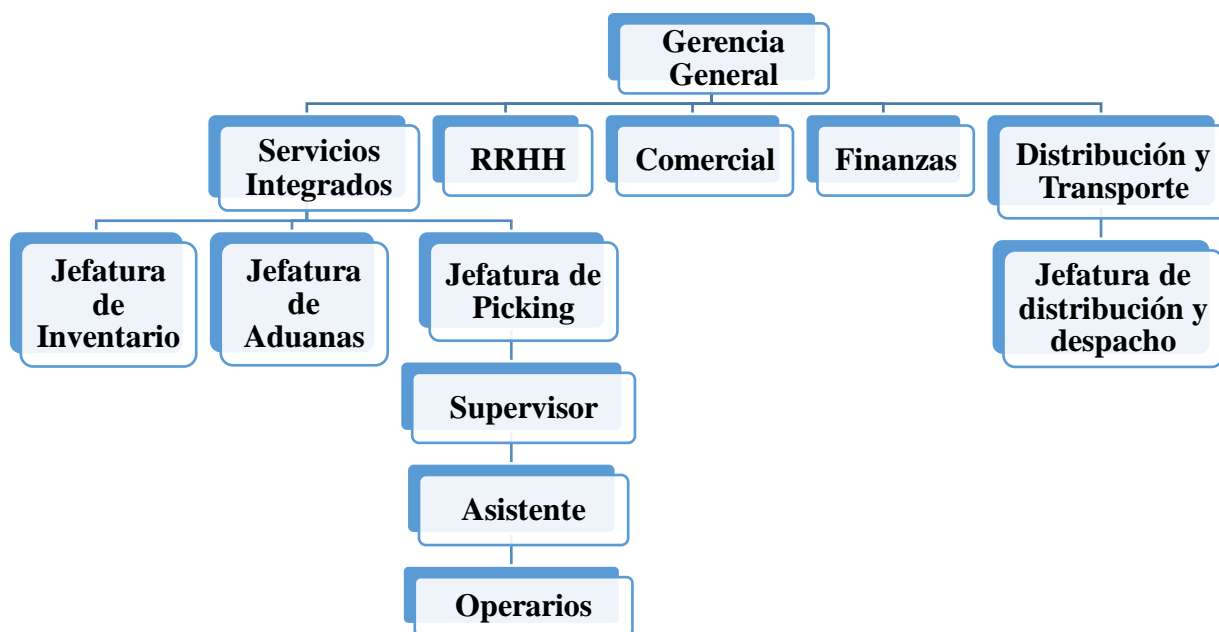 Gerencia
General
Servicios
Integrados
RRHH
Comercial
Finanzas
Distribución y
Transporte
Jefatura
de
Inventario
Jefatura
de
Aduanas
Jefatura de
Picking
Jefatura de
distribución y
despacho
Supervisor
Asistente
Operarios